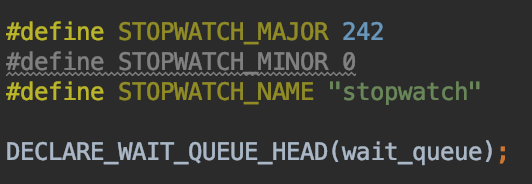 #define STOPWATCH_MAJOR 242
#define STOPWATCH_MINOR 0
#define STOPWATCH_NAME "stopwatch"
DECLARE_WAIT_QUEUE_HEAD(wait_queue);